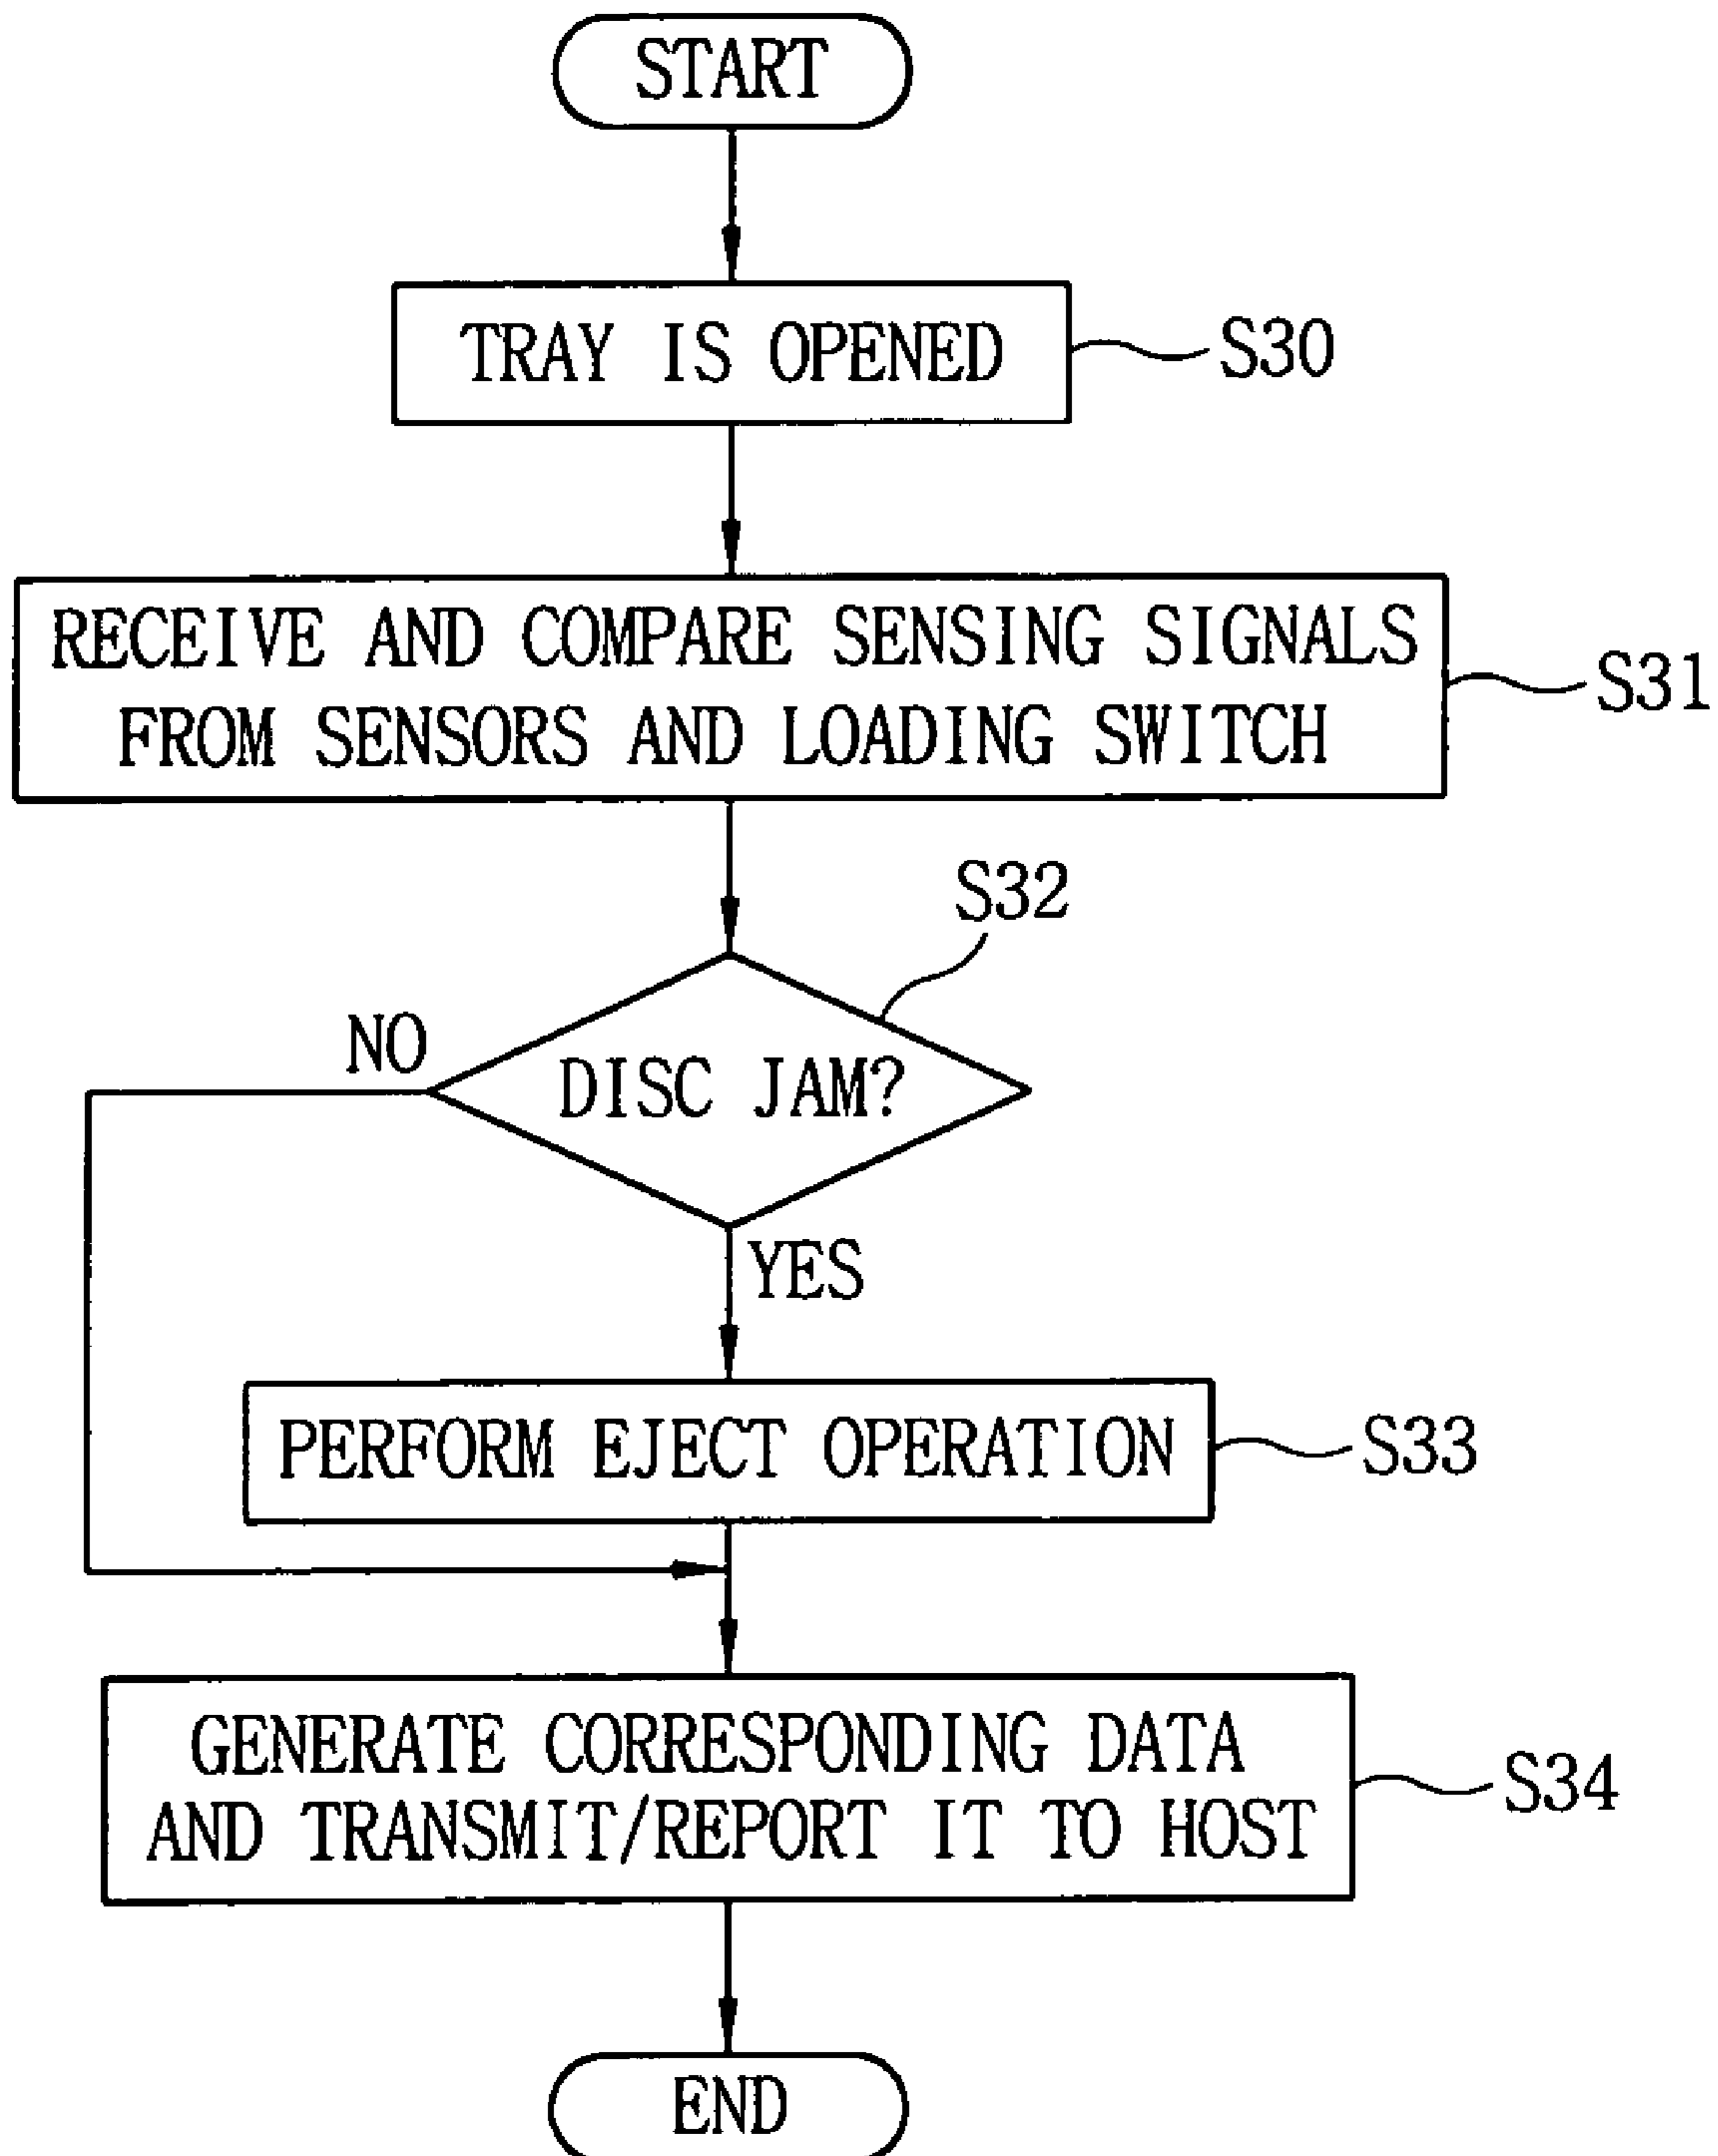 START
TRAY IS OPENED
S30
RECEIVE AND COMPARE SENSING SIGNALS
FROM SENSORS AND LOADING SWITCH
S31
S32
NO
DISC JAM?
YES
PERFORM EJECT OPERATION
S33
GENERATE CORRESPONDING DATA
AND TRANSMIT/REPORT IT TO HOST
S34
END